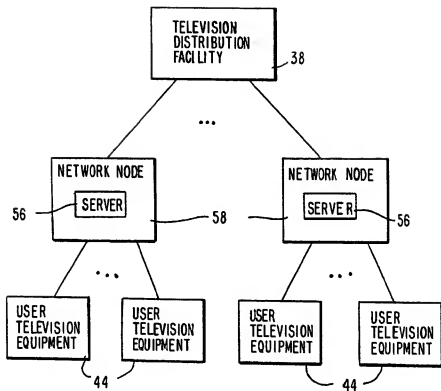 TELEVISION
DISTRIBUTION
FACILITY
38
...
NETWORK NODE
SERVER
56
58
NETWORK NODE
SERVER
56
...
...
USER
TELEVISION
EQUIPMENT
USER
TELEVISION
EQUIPMENT
USER
TELEVISION
EQUIPMENT
USER
TELEVISION
EQUIPMENT
44
44